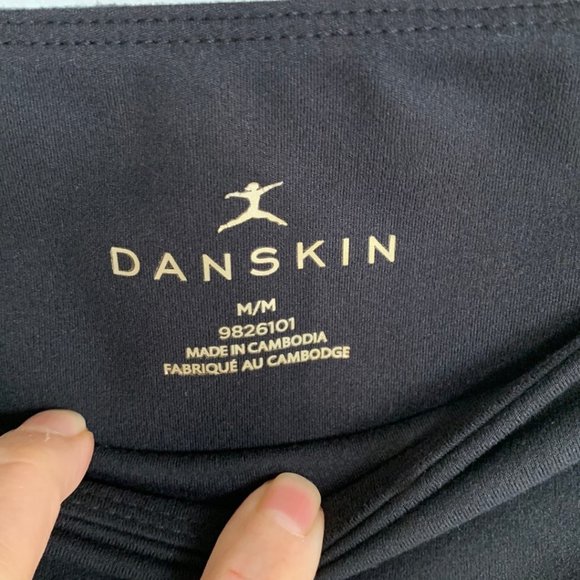 DANSKIN
M/M
9826101
MADE IN CAMBODIA
FABRIQUÉ AU CAMBODGE